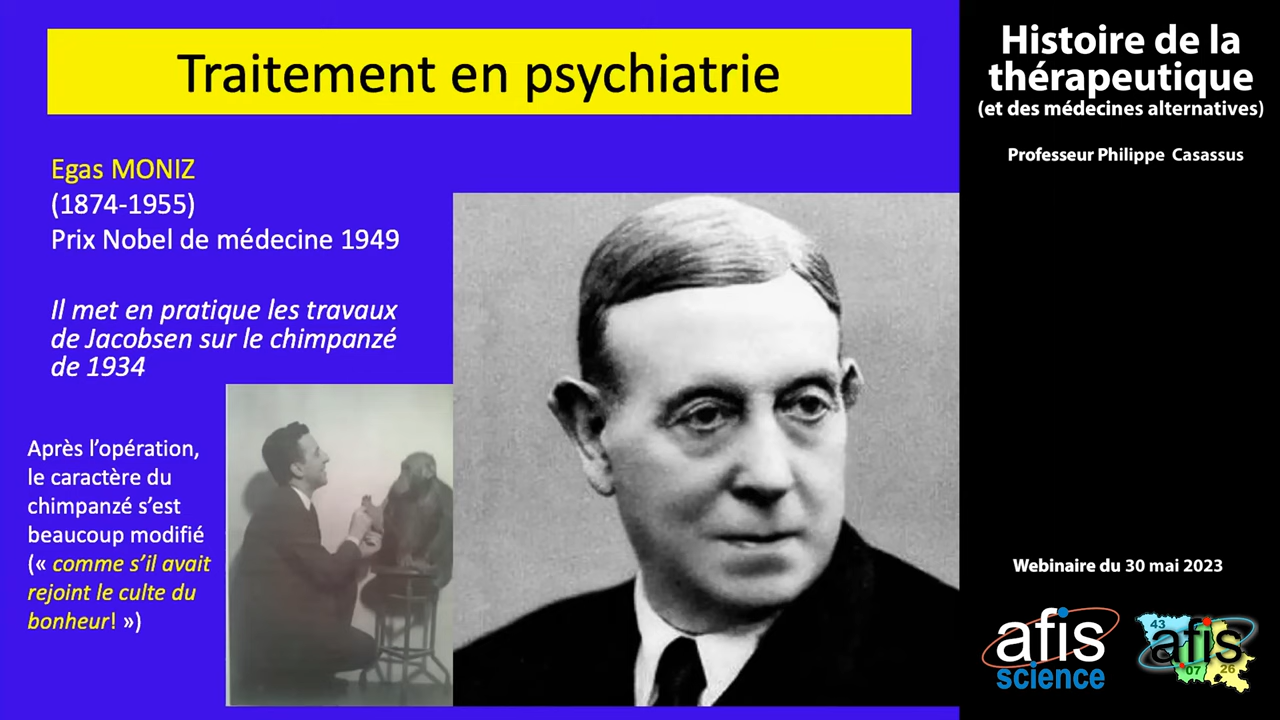 Traitement en psychiatrie
Egas MONIZ
(1874-1955)
Prix Nobel de médecine 1949
Il met en pratique les travaux
de Jacobsen sur le chimpanzé
de 1934
Après l’opération,
le caractère du
chimpanzé s’est
beaucoup modifié
(« comme s’il avait
rejoint le culte du
bonheur! »)
Histoire de la
thérapeutique
(et des médecines alternatives)
Professeur Philippe Casassus
Webinaire du 30 mai 2023
afis
science
43
afis
07
26